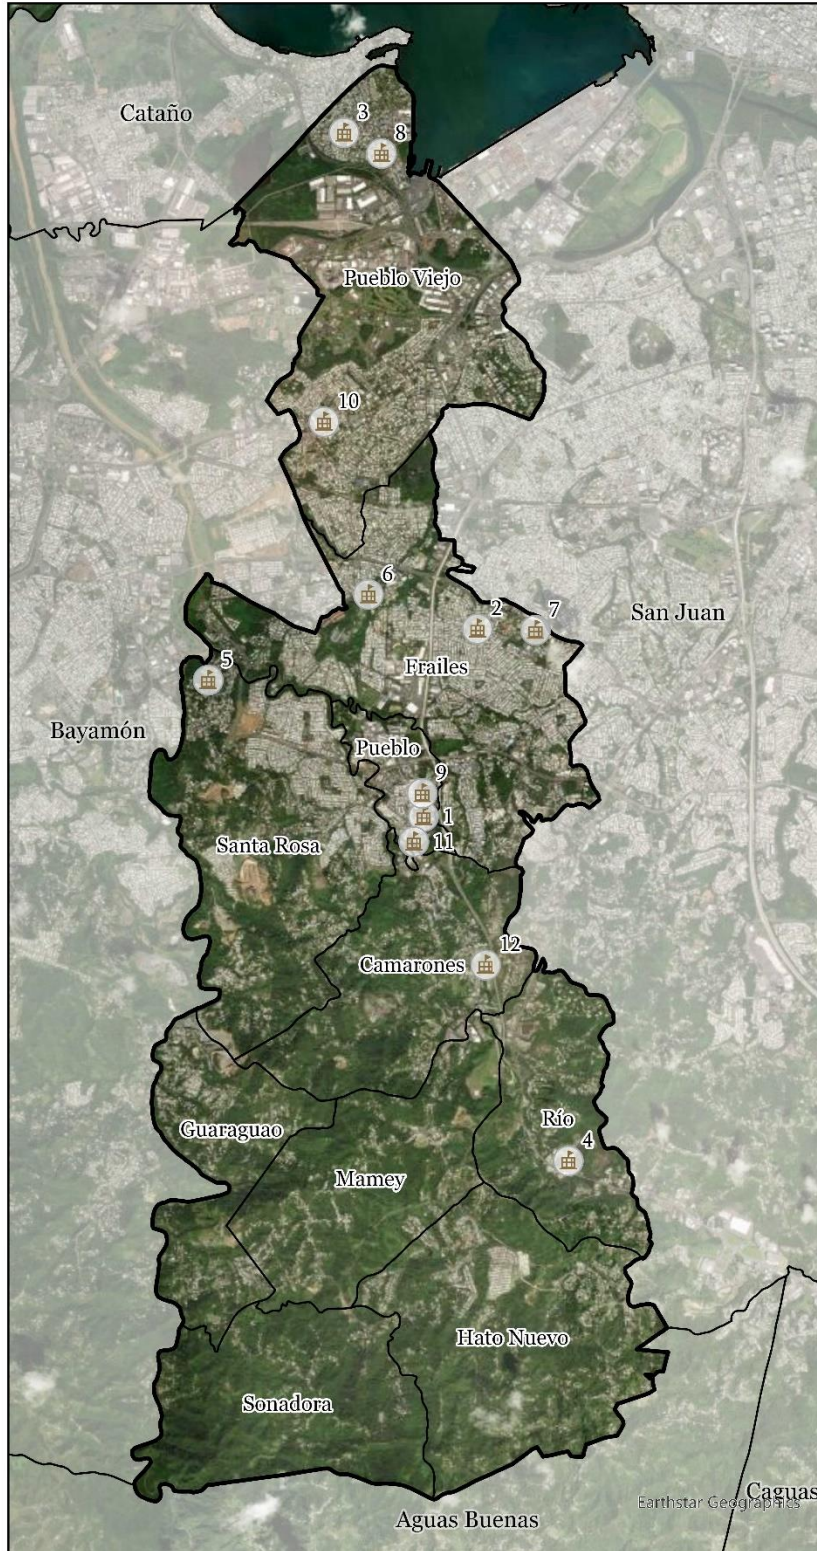 Cataño
3
8
Pueblo Viejo
10
6
2
7
San Juan
Frailes
5
Bayamón
Pueblo
9
1
Santa Rosa
11
12
Camarones
Río
Guaraguao
4
Mamey
Hato Nuevo
Sonadora
Caguas
Earthstar Geographics
Aguas Buenas